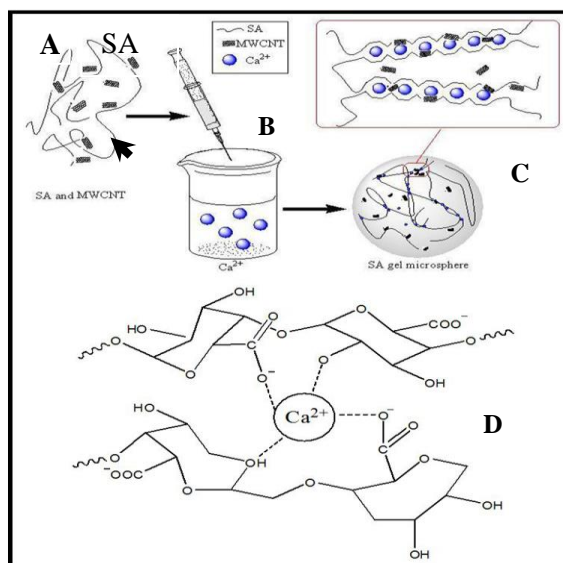 A
SA
SA and MWCNT
B
Ca2+
SA
MWCNT
Ca2+
C
SA gel microsphere
OH
HO
HO
O
O
O
O
C
O
O-
O
COO-
O
OH
Ca2+
O-
O
C
D
HO
O
O
-OOC
O
OH
O
O
O
OH
OH